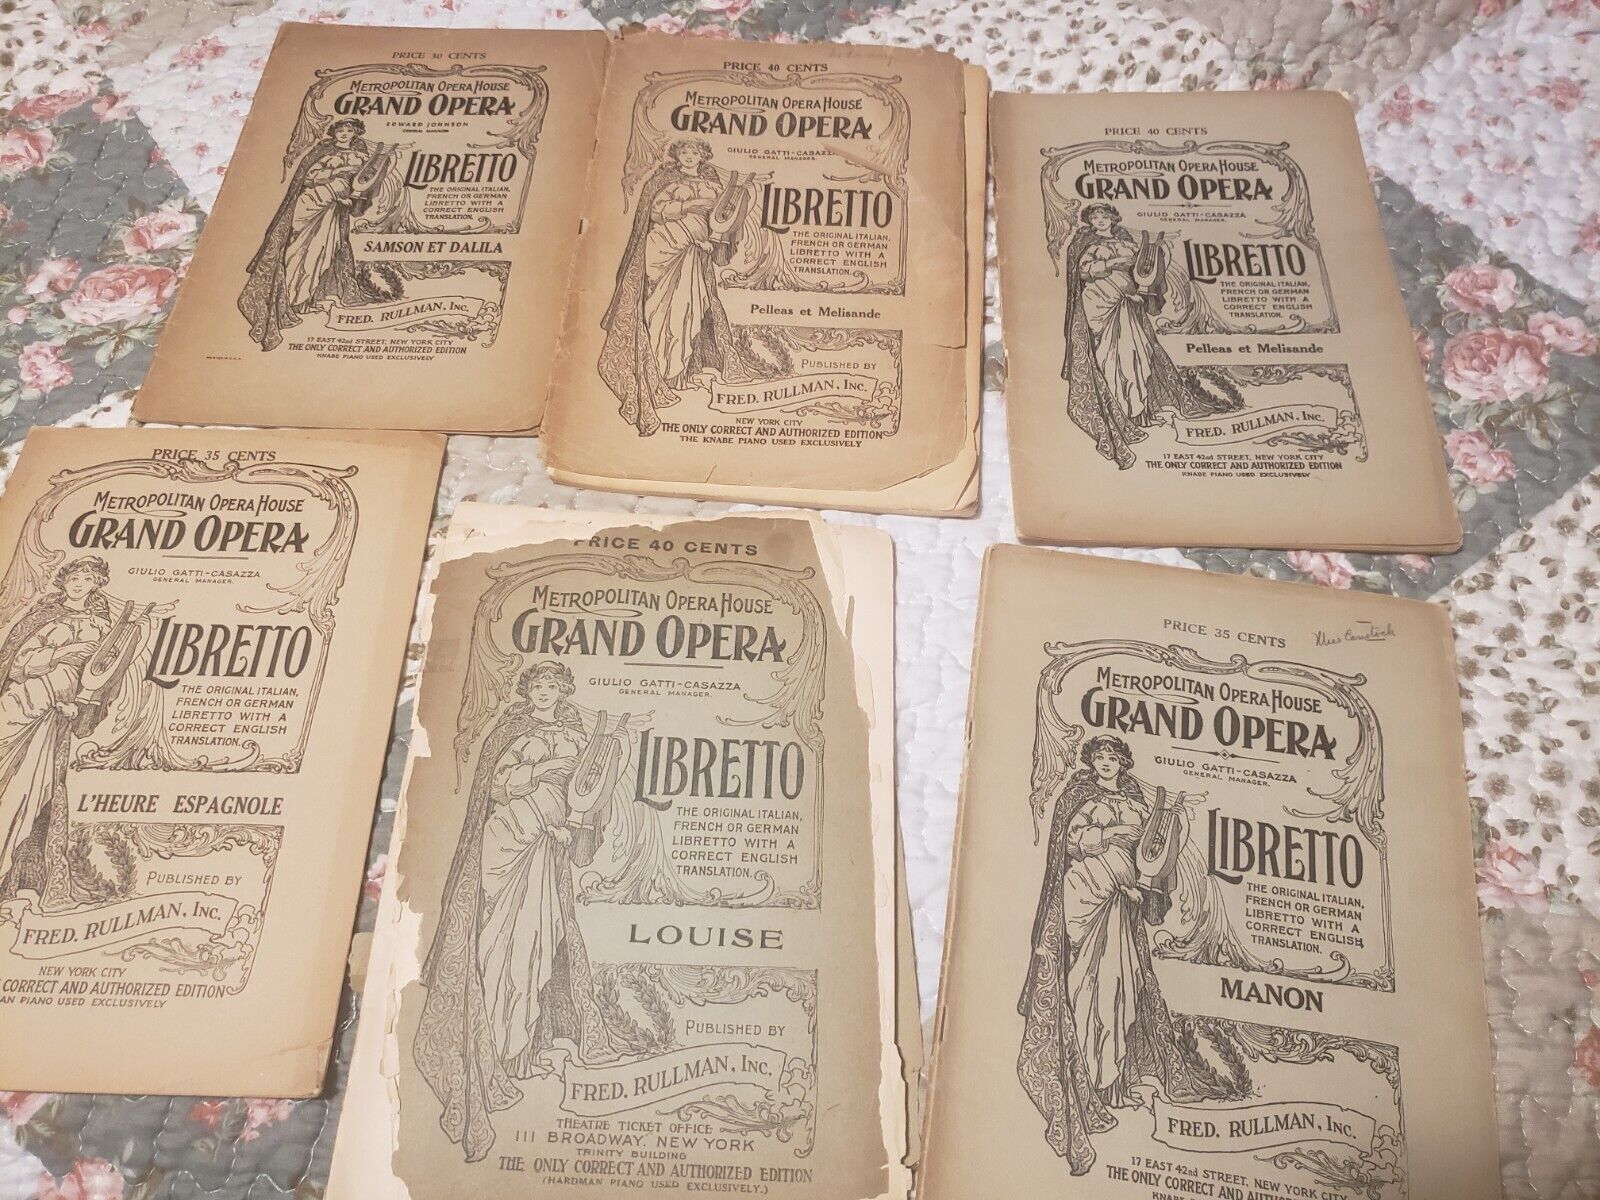 PRICE 30 CENTS
METROPOLITAN OPERA HOUSE
GRAND OPERA
EDWARD JOHNSON
GENERAL MANAGER
LIBRETTO
THE ORIGINAL ITALIAN,
FRENCH OR GERMAN
LIBRETTO WITH A
CORRECT ENGLISH
TRANSLATION.
SAMSON ET DALILA
FRED. RULLMAN, INC.
17 EAST 42nd STREET, NEW YORK CITY
THE ONLY CORRECT AND AUTHORIZED EDITION
KNABE PIANO USED EXCLUSIVELY
PRICE 40 CENTS
METROPOLITAN OPERA HOUSE
GRAND OPERA
GIULIO GATTI-CASAZZA
GENERAL MANAGER.
LIBRETTO
THE ORIGINAL ITALIAN,
FRENCH OR GERMAN
LIBRETTO WITH A
CORRECT ENGLISH
TRANSLATION.
Pelleas et Melisande
PUBLISHED BY
FRED. RULLMAN, INC.
NEW YORK CITY
THE ONLY CORRECT AND AUTHORIZED EDITION
THE KNABE PIANO USED EXCLUSIVELY
PRICE 40 CENTS
METROPOLITAN OPERA HOUSE
GRAND OPERA
GIULIO GATTI-CASAZZA
GENERAL MANAGER.
LIBRETTO
THE ORIGINAL ITALIAN,
FRENCH OR GERMAN
LIBRETTO WITH A
CORRECT ENGLISH
TRANSLATION.
Pelleas et Melisande
FRED. RULLMAN, INC.
17 EAST 42nd STREET, NEW YORK CITY
THE ONLY CORRECT AND AUTHORIZED EDITION
KNABE PIANO USED EXCLUSIVELY
PRICE 35 CENTS
METROPOLITAN OPERA HOUSE
GRAND OPERA
GIULIO GATTI-CASAZZA
GENERAL MANAGER.
LIBRETTO
THE ORIGINAL ITALIAN,
FRENCH OR GERMAN
LIBRETTO WITH A
CORRECT ENGLISH
TRANSLATION.
L'HEURE ESPAGNOLE
PUBLISHED BY
FRED. RULLMAN, INC.
NEW YORK CITY
CORRECT AND AUTHORIZED EDITION
AN PIANO USED EXCLUSIVELY
PRICE 40 CENTS
METROPOLITAN OPERA HOUSE
GRAND OPERA
GIULIO GATTI-CASAZZA
GENERAL MANAGER.
LIBRETTO
THE ORIGINAL ITALIAN,
FRENCH OR GERMAN
LIBRETTO WITH A
CORRECT ENGLISH
TRANSLATION.
LOUISE
PUBLISHED BY
FRED. RULLMAN, INC.
THEATRE TICKET OFFICE
111 BROADWAY, NEW YORK
TRINITY BUILDING
THE ONLY CORRECT AND AUTHORIZED EDITION
(HARDMAN PIANO USED EXCLUSIVELY.)
PRICE 35 CENTS
Miss Comstock
METROPOLITAN OPERA HOUSE
GRAND OPERA
GIULIO GATTI-CASAZZA
GENERAL MANAGER.
LIBRETTO
THE ORIGINAL ITALIAN,
FRENCH OR GERMAN
LIBRETTO WITH A
CORRECT ENGLISH
TRANSLATION.
MANON
FRED. RULLMAN, INC.
17 EAST 42nd STREET, NEW YORK CITY
THE ONLY CORRECT AND AUTHORIZED EDITION